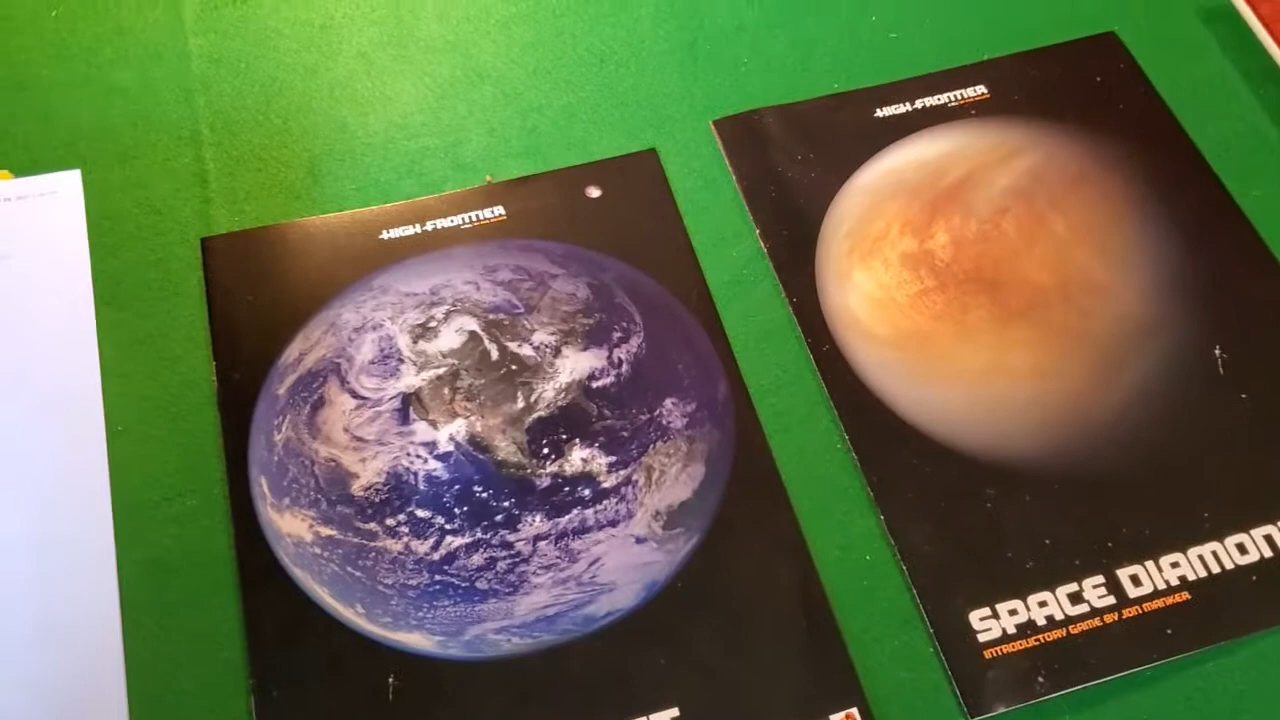 HIGH FRONTIER
HIGH FRONTIER
SPACE DIAMON
INTRODUCTORY GAME BY JON MANKER